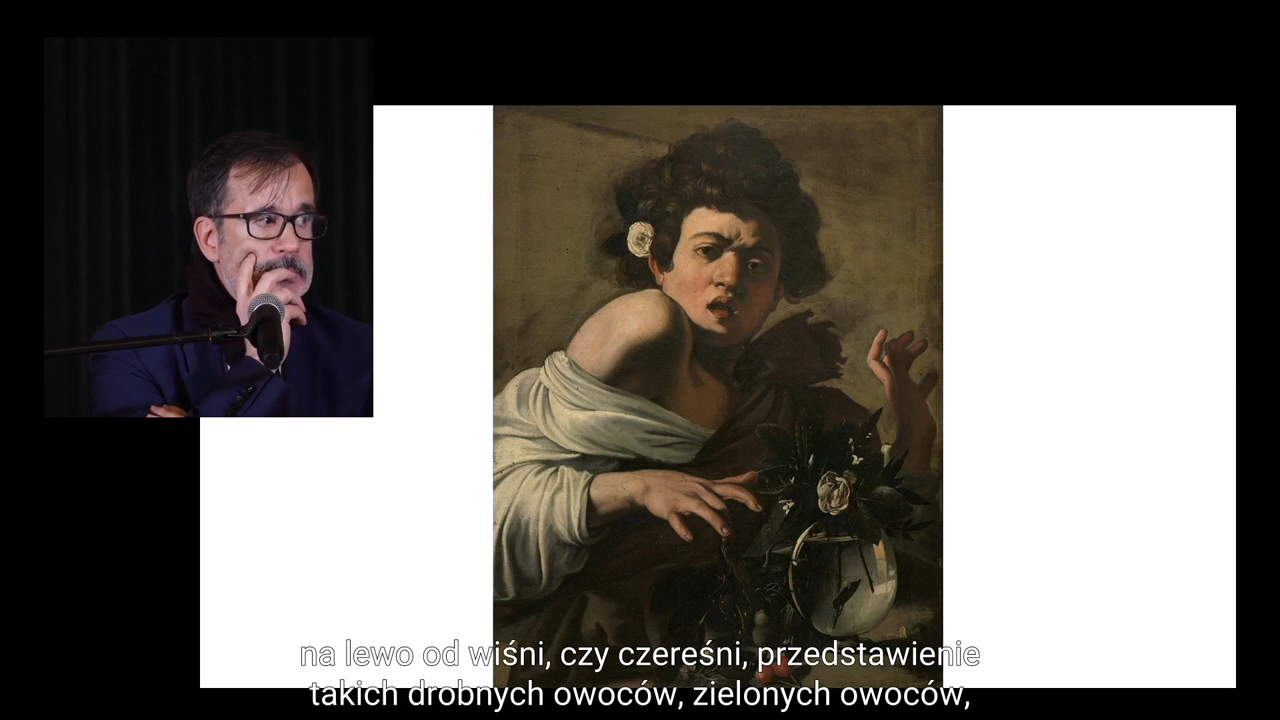 na lewo od wiśni, czy czereśni, przedstawienie
takich drobnych owoców, zielonych owoców,